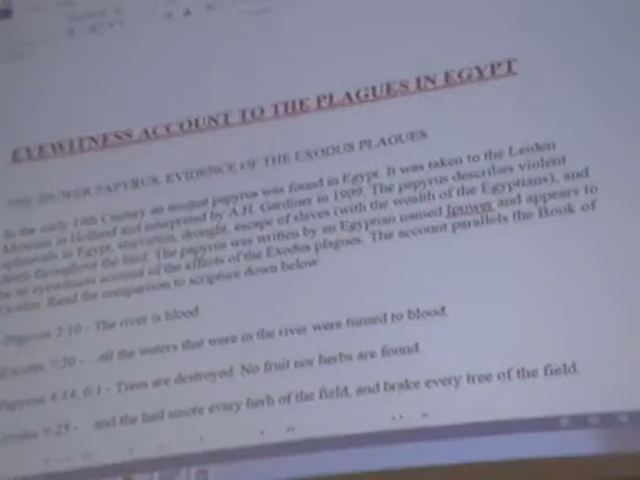 EYEWITNESS ACCOUNT TO THE PLAGUES IN EGYPT
THE IPUWER PAPYRUS, EVIDENCE OF THE EXODUS PLAGUES
In the early 19th Century an ancient papyrus was found in Egypt. It was taken to the Leiden
Museum in Holland and interpreted by A.H. Gardiner in 1909. The papyrus describes violent
upheavals in Egypt, starvation, drought, escape of slaves (with the wealth of the Egyptians), and
death throughout the land. The papyrus was written by an Egyptian named Ipuwer and appears to
be an eyewitness account of the effects of the Exodus plagues. The account parallels the Book of
Exodus. Read the comparison to scripture down below
Papyrus 2:10 - The river is blood.
Exodus 7:20 - ...all the waters that were in the river were turned to blood.
Papyrus 4:14, 6:1 - Trees are destroyed. No fruit nor herbs are found.
Exodus 9:25 - ...and the hail smote every herb of the field, and brake every tree of the field.